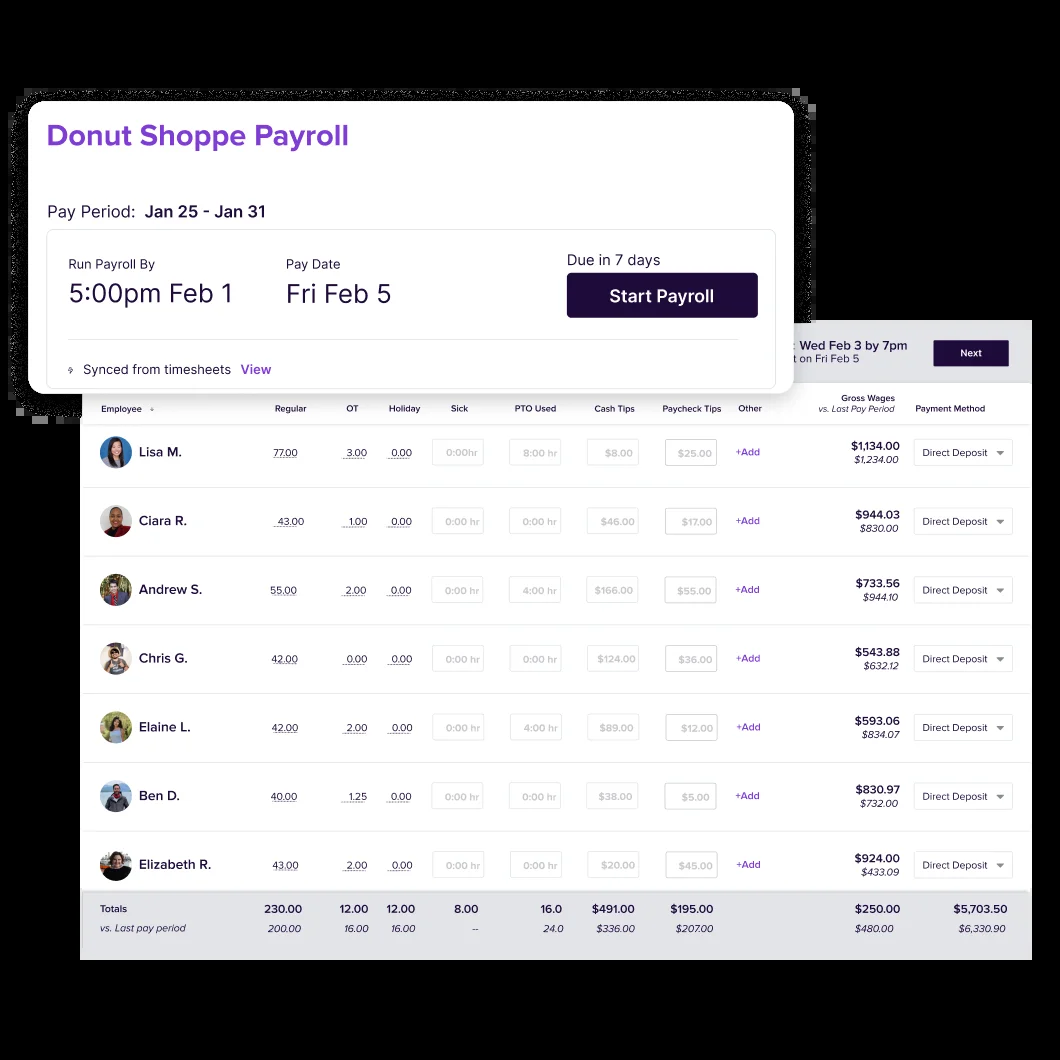 Donut Shoppe Payroll
Pay Period: Jan 25 - Jan 31
Run Payroll By Pay Date Due in 7 days
5:00pm Feb 1 Fri Feb 5 Start Payroll
Synced from timesheets View
: Wed Feb 3 by 7pm
t on Fri Feb 5
Next
Employee Regular OT Holiday Sick PTO Used Cash Tips Paycheck Tips Other Gross Wages Payment Method
vs. Last Pay Period
Lisa M. 77.00 3.00 0.00 0:00hr 8:00 hr $8.00 $25.00 +Add $1,134.00 Direct Deposit
$1,234.00
Ciara R. 43.00 1.00 0.00 0:00 hr 0:00 hr $46.00 $17.00 +Add $944.03 Direct Deposit
$830.00
Andrew S. 55.00 2.00 0.00 0:00 hr 4:00 hr $166.00 $55.00 +Add $733.56 Direct Deposit
$944.10
Chris G. 42.00 0.00 0.00 0:00 hr 0:00 hr $124.00 $36.00 +Add $543.88 Direct Deposit
$632.12
Elaine L. 42.00 2.00 0.00 0:00 hr 4:00 hr $89.00 $12.00 +Add $593.06 Direct Deposit
$834.07
Ben D. 40.00 1.25 0.00 0:00 hr 0:00 hr $38.00 $5.00 +Add $830.97 Direct Deposit
$732.00
Elizabeth R. 43.00 2.00 0.00 0:00 hr 0:00 hr $20.00 $45.00 +Add $924.00 Direct Deposit
$433.09
Totals 230.00 12.00 12.00 8.00 16.0 $491.00 $195.00 $250.00 $5,703.50
vs. Last pay period 200.00 16.00 16.00 -- 24.0 $336.00 $207.00 $480.00 $6,330.90